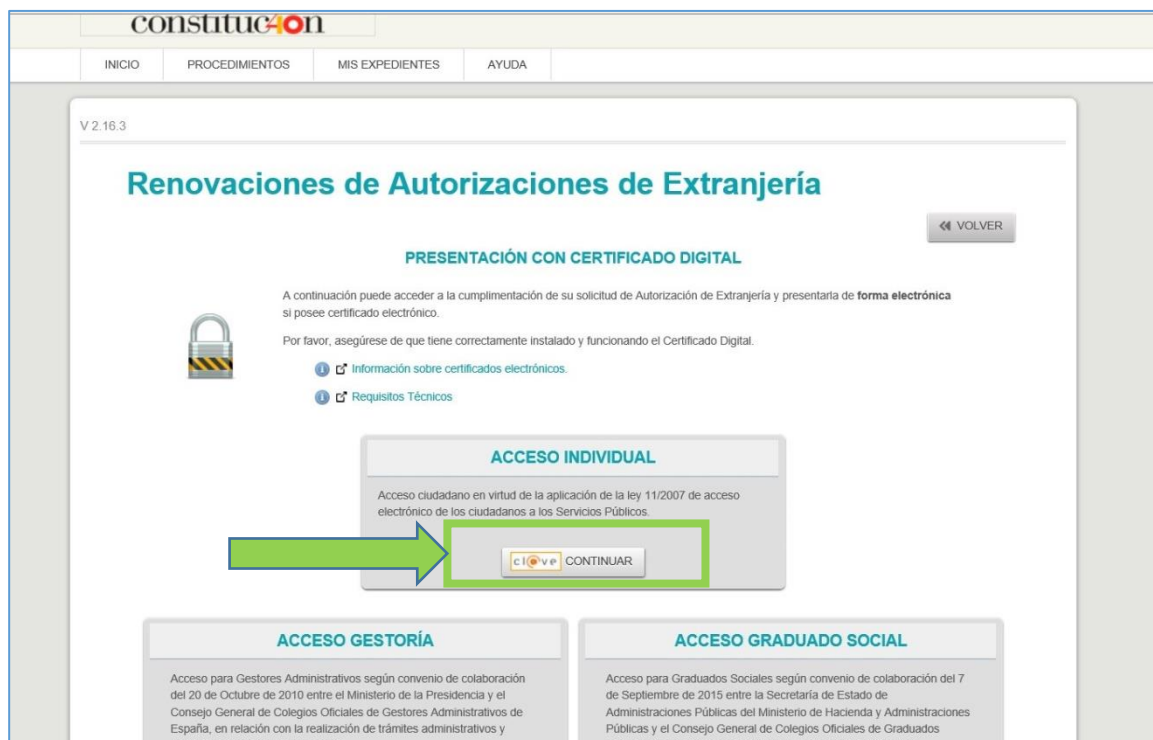 constituc40n
INICIO PROCEDIMIENTOS MIS EXPEDIENTES AYUDA
V 2.16.3
Renovaciones de Autorizaciones de Extranjería
VOLVER
PRESENTACIÓN CON CERTIFICADO DIGITAL
A continuación puede acceder a la cumplimentación de su solicitud de Autorización de Extranjería y presentarla de forma electrónica
si posee certificado electrónico.
Por favor, asegúrese de que tiene correctamente instalado y funcionando el Certificado Digital.
Información sobre certificados electrónicos.
Requisitos Técnicos
ACCESO INDIVIDUAL
Acceso ciudadano en virtud de la aplicación de la ley 11/2007 de acceso
electrónico de los ciudadanos a los Servicios Públicos.
cl@ve CONTINUAR
ACCESO GESTORÍA
Acceso para Gestores Administrativos según convenio de colaboración
del 20 de Octubre de 2010 entre el Ministerio de la Presidencia y el
Consejo General de Colegios Oficiales de Gestores Administrativos de
España, en relación con la realización de trámites administrativos y
ACCESO GRADUADO SOCIAL
Acceso para Graduados Sociales según convenio de colaboración del 7
de Septiembre de 2015 entre la Secretaría de Estado de
Administraciones Públicas del Ministerio de Hacienda y Administraciones
Públicas y el Consejo General de Colegios Oficiales de Graduados